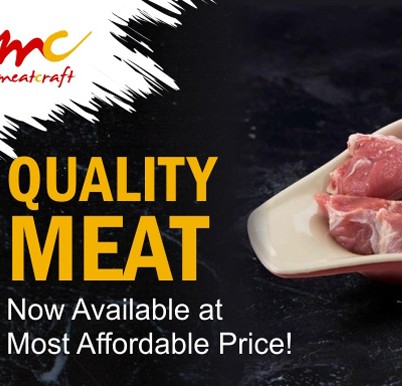 mc
meatcraft
QUALITY
MEAT
Now Available at
Most Affordable Price!